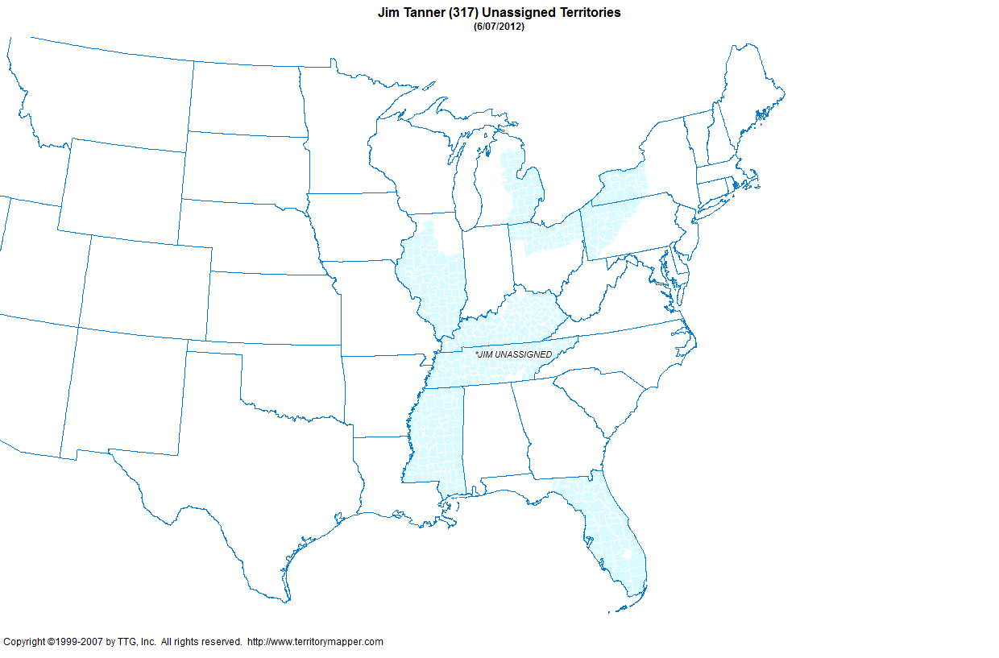 Jim Tanner (317) Unassigned Territories
(6/07/2012)
*JIM UNASSIGNED
Copyright ©1999-2007 by TTG, Inc.  All rights reserved.  http://www.territorymapper.com